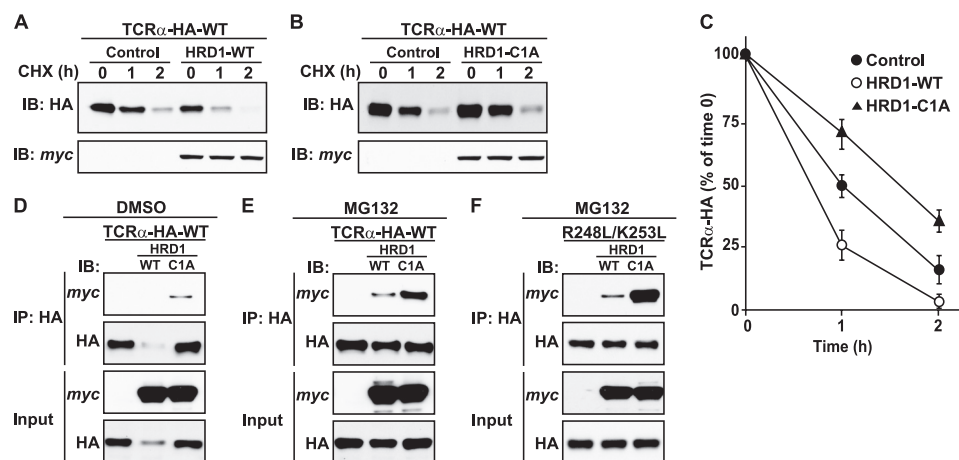 A
TCRα-HA-WT
Control HRD1-WT
CHX (h) 0 1 2 0 1 2
IB: HA
IB: myc
B
TCRα-HA-WT
Control HRD1-C1A
CHX (h) 0 1 2 0 1 2
IB: HA
IB: myc
C
TCRα-HA (% of time 0)
100
75
50
25
0
0 1 2
Time (h)
Control
HRD1-WT
HRD1-C1A
D
DMSO
TCRα-HA-WT
HRD1
IB: WT C1A
IP: HA
myc
HA
Input
myc
HA
E
MG132
TCRα-HA-WT
HRD1
IB: WT C1A
IP: HA
myc
HA
Input
myc
HA
F
MG132
R248L/K253L
HRD1
IB: WT C1A
IP: HA
myc
HA
Input
myc
HA